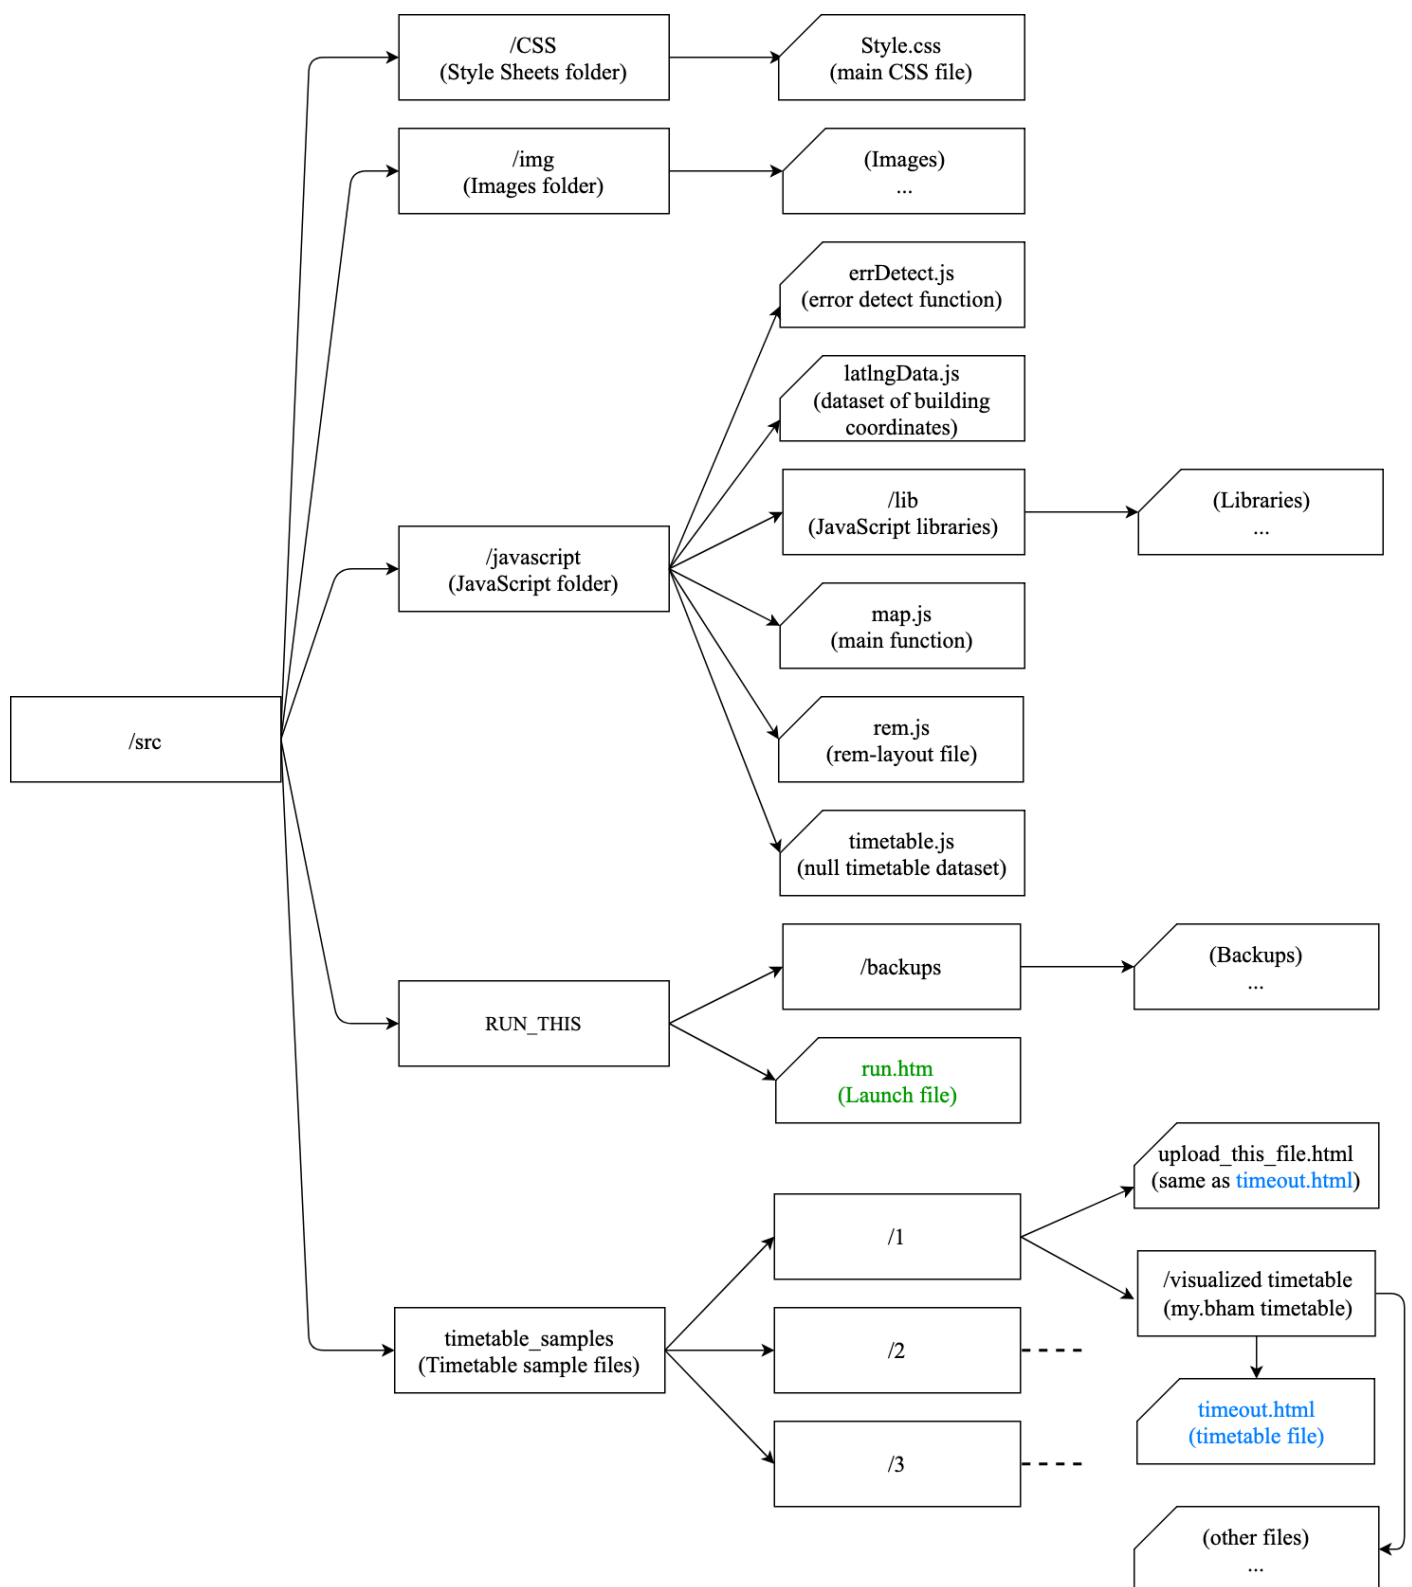 /CSS
(Style Sheets folder)
Style.css
(main CSS file)
/img
(Images folder)
(Images)
...
errDetect.js
(error detect function)
latlngData.js
(dataset of building
coordinates)
/lib
(JavaScript libraries)
(Libraries)
...
/javascript
(JavaScript folder)
map.js
(main function)
/src
rem.js
(rem-layout file)
timetable.js
(null timetable dataset)
/backups
(Backups)
...
RUN_THIS
run.htm
(Launch file)
upload_this_file.html
(same as timeout.html)
/1
/visualized timetable
(my.bham timetable)
timetable_samples
(Timetable sample files)
/2
timeout.html
(timetable file)
/3
(other files)
...